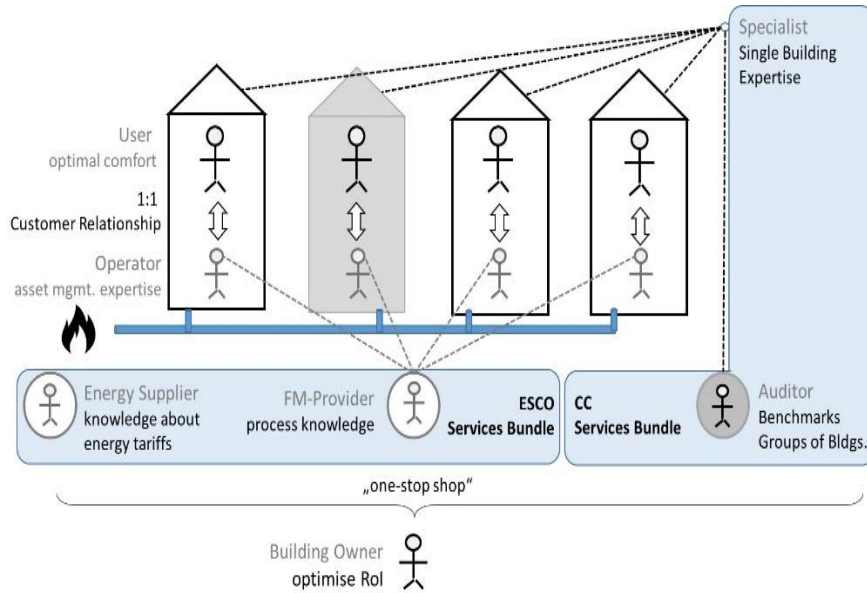 Specialist
Single Building
Expertise
User
optimal comfort
1:1
Customer Relationship
Operator
asset mgmt. expertise
Energy Supplier
knowledge about
energy tariffs
FM-Provider
process knowledge
ESCO
Services Bundle
CC
Services Bundle
Auditor
Benchmarks
Groups of Bldgs.
„one-stop shop“
Building Owner
optimise RoI